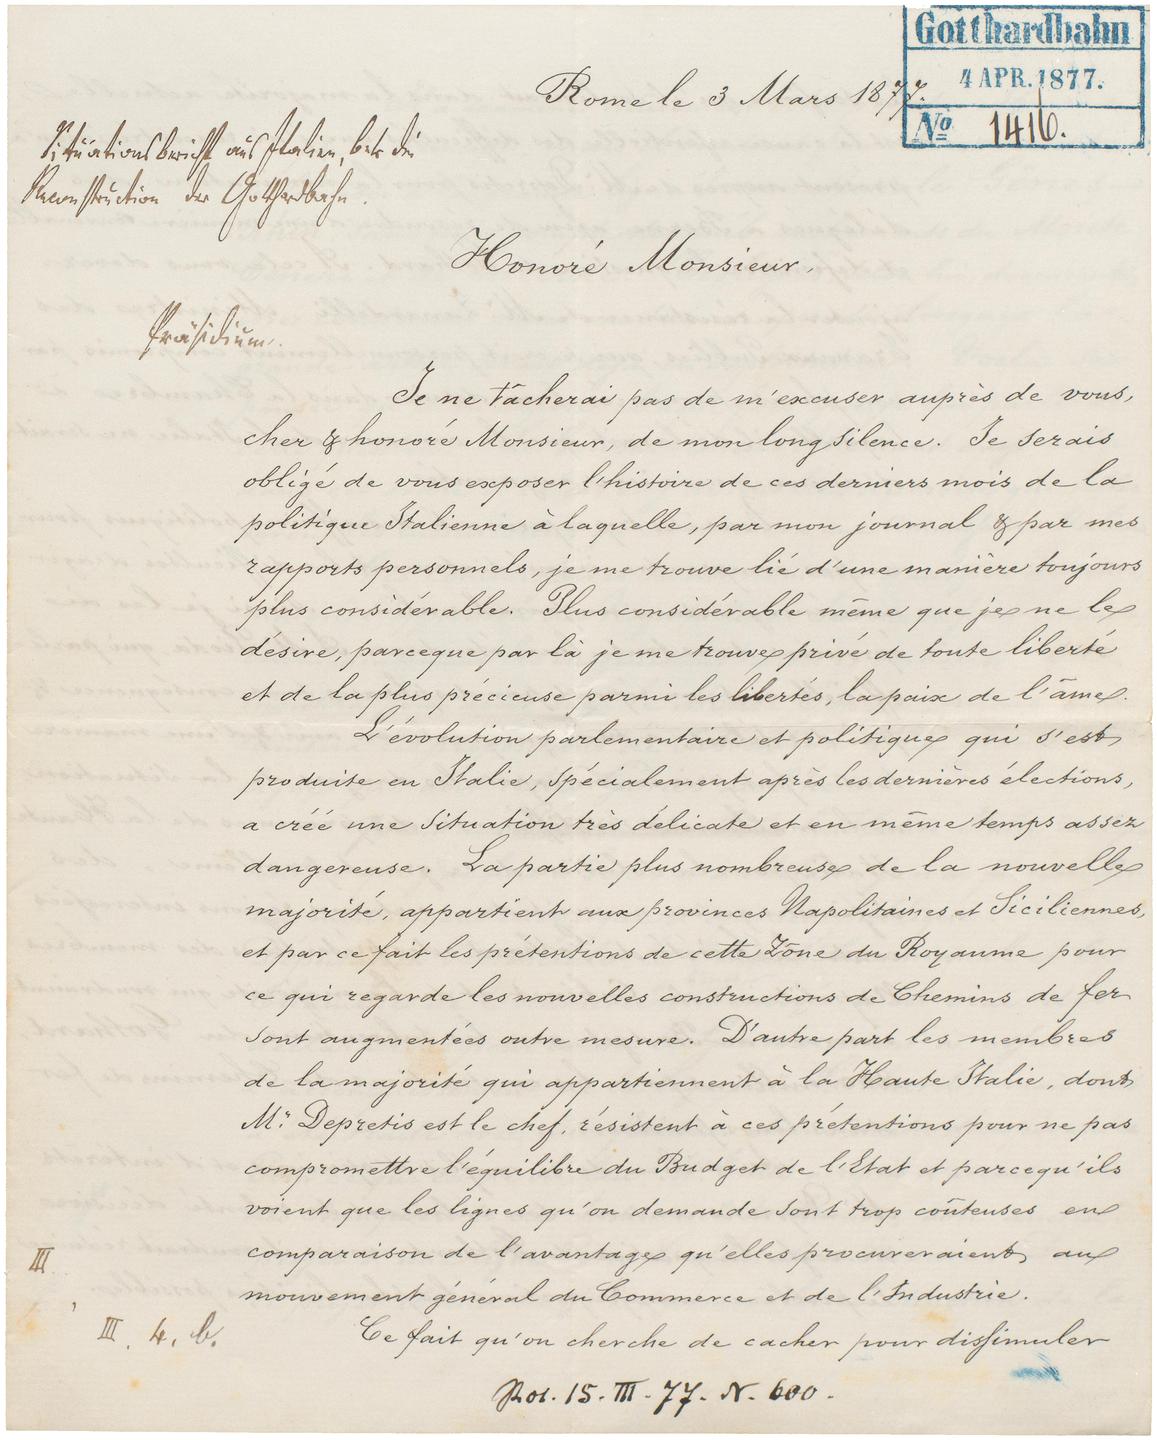 Gotthardbahn
4 APR. 1877.
No 1416.
Rome le 3 Mars 1877.
Situationsbericht aus Italien, betr. die
Reconstruction der Gotthardbahn.
Honoré Monsieur,
Präsidium.
Je ne tâcherai pas de m'excuser auprès de vous,
cher & honoré Monsieur, de mon long silence. Je serais
obligé de vous exposer l'histoire de ces derniers mois de la
politique Italienne à laquelle, par mon journal & par mes
rapports personnels, je me trouve lié d'une manière toujours
plus considérable. Plus considérable même que je ne le
désire, parceque par là je me trouve privé de toute liberté
et de la plus précieuse parmi les libertés, la paix de l'âme.
L'évolution parlementaire et politique qui s'est
produite en Italie, spécialement après les dernières élections,
a créé une situation très délicate et en même temps assez
dangereuse. La partie plus nombreuse de la nouvelle
majorité, appartient aux provinces Napolitaines et Siciliennes,
et par ce fait les prétentions de cette Zône du Royaume pour
ce qui regarde les nouvelles constructions de Chemins de fer
sont augmentées outre mesure. D'autre part les membres
de la majorité qui appartiennent à la Haute Italie, dont
Mr. Depretis est le chef, résistent à ces prétentions pour ne pas
compromettre l'équilibre du Budget de l'Etat et parcequ'ils
voient que les lignes qu'on demande sont trop coûteuses en
comparaison de l'avantage qu'elles procureraient au
mouvement général du Commerce et de l'Industrie.
Ce fait qu'on cherche de cacher pour dissimuler
III
III. 4. b.
15. III. 77. N. 600.